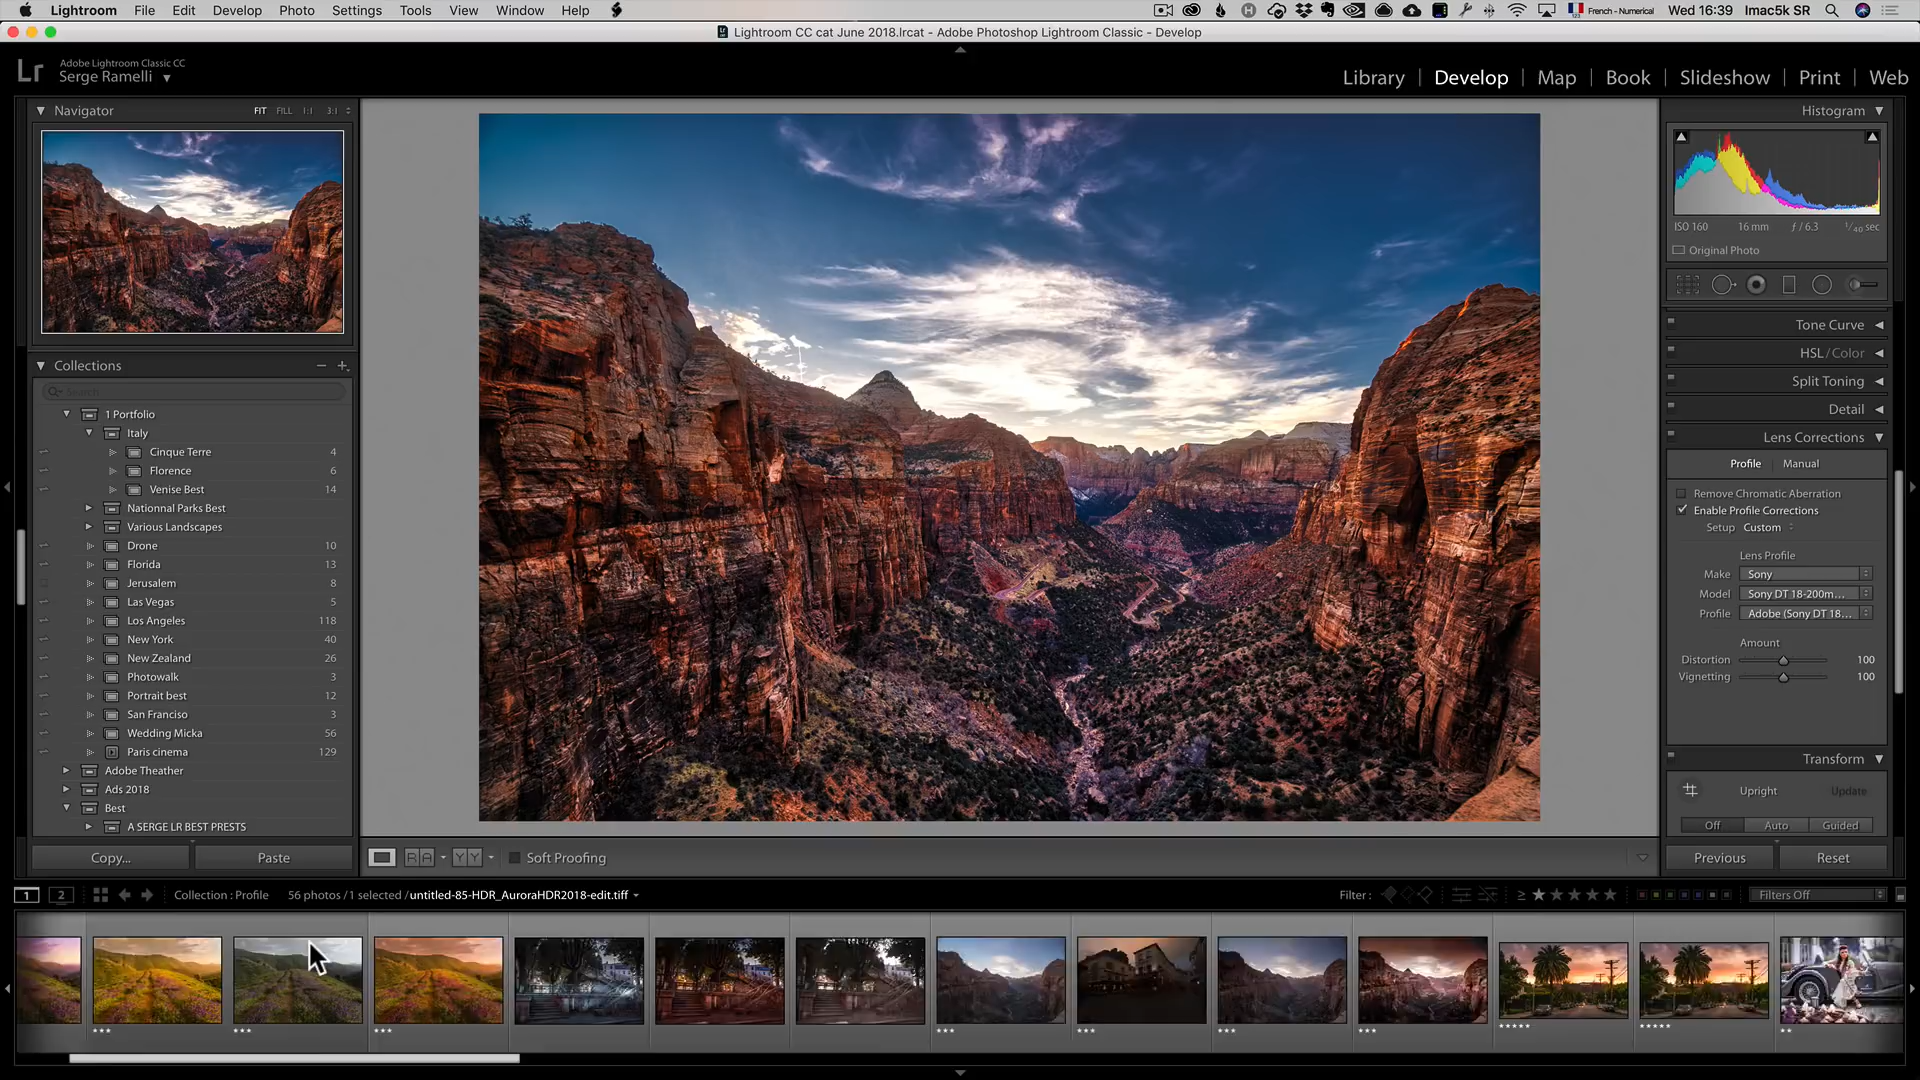 Lightroom File Edit Develop Photo Settings Tools View Window Help
French - Numerical Wed 16:39 Imac5k SR
Lightroom CC cat June 2018.lrcat - Adobe Photoshop Lightroom Classic - Develop
Lr Adobe Lightroom Classic CC
Serge Ramelli
Library | Develop | Map | Book | Slideshow | Print | Web
Navigator FIT FILL 1:1 3:1
Collections
Search
1 Portfolio
Italy
Cinque Terre 4
Florence 6
Venise Best 14
Nationnal Parks Best
Various Landscapes
Drone 10
Florida 13
Jerusalem 8
Las Vegas 5
Los Angeles 118
New York 40
New Zealand 26
Photowalk 3
Portrait best 12
San Franciso 3
Wedding Micka 56
Paris cinema 129
Adobe Theather
Ads 2018
Best
A SERGE LR BEST PRESTS
Copy... Paste
R A Y Y Soft Proofing
Histogram
ISO 160 16 mm ƒ / 6.3 1/40 sec
Original Photo
Tone Curve
HSL / Color
Split Toning
Detail
Lens Corrections
Profile Manual
Remove Chromatic Aberration
Enable Profile Corrections
Setup Custom
Lens Profile
Make Sony
Model Sony DT 18-200m...
Profile Adobe (Sony DT 18...
Amount
Distortion 100
Vignetting 100
Transform
Upright Update
Off Auto Guided
Previous Reset
1 2 Collection : Profile 56 photos / 1 selected / untitled-85-HDR_AuroraHDR2018-edit.tiff Filter : ≥ Filters Off